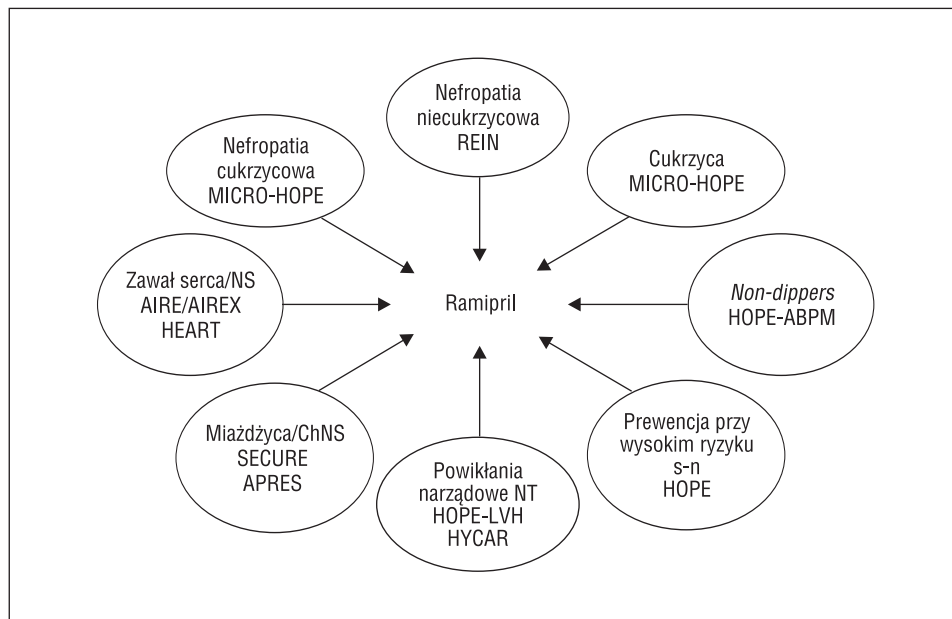 Nefropatia
niecukrzycowa
REIN
Nefropatia
cukrzycowa
MICRO-HOPE
Cukrzyca
MICRO-HOPE
Zawał serca/NS
AIRE/AIREX
HEART
Ramipril
Non-dippers
HOPE-ABPM
Miażdżyca/ChNS
SECURE
APRES
Powikłania
narządowe NT
HOPE-LVH
HYCAR
Prewencja przy
wysokim ryzyku
s-n
HOPE